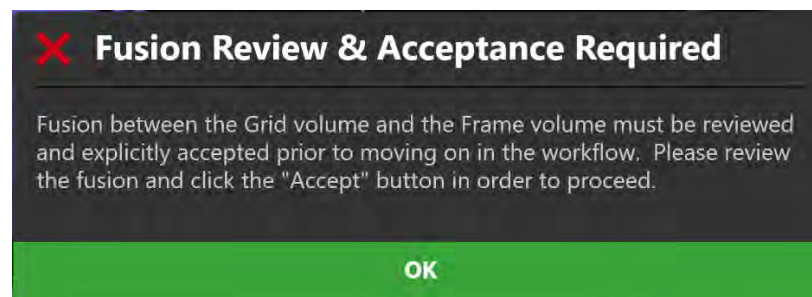 Fusion Review & Acceptance Required
Fusion between the Grid volume and the Frame volume must be reviewed
and explicitly accepted prior to moving on in the workflow.  Please review
the fusion and click the "Accept" button in order to proceed.
OK